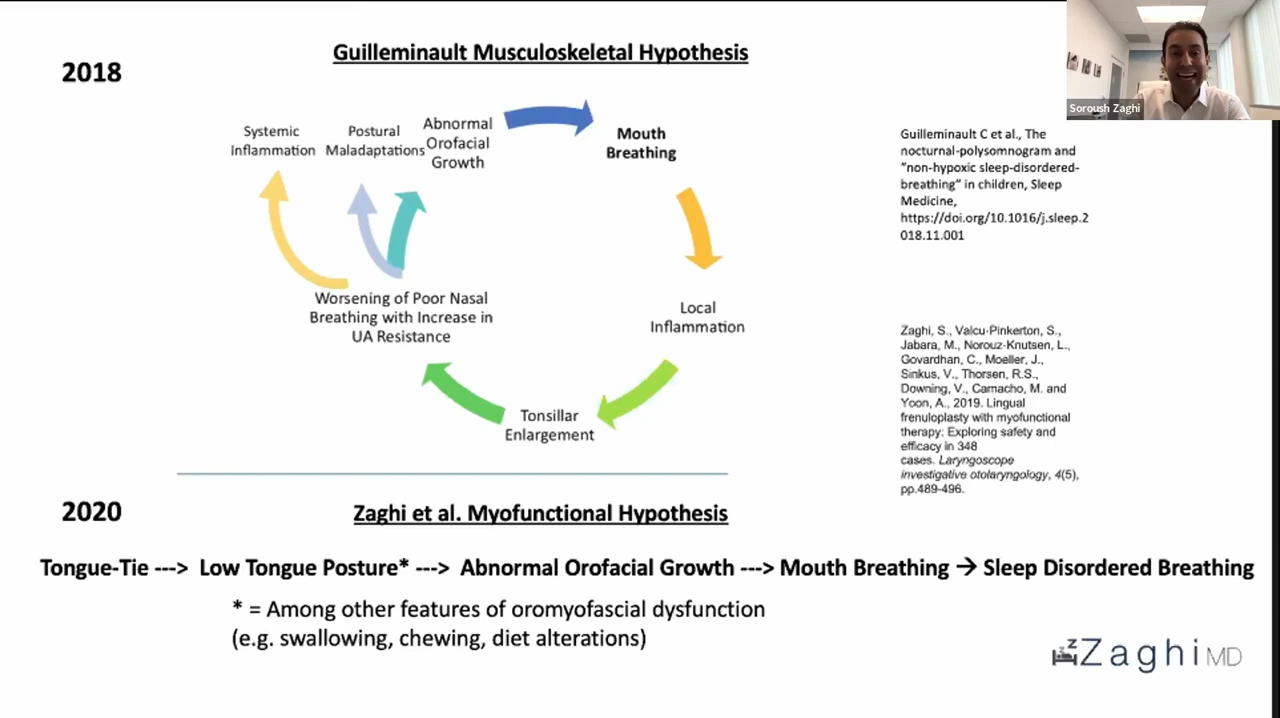 2018
Guilleminault Musculoskeletal Hypothesis
Soroush Zaghi
Systemic
Inflammation
Postural
Maladaptations
Abnormal
Orofacial
Growth
Mouth
Breathing
Local
Inflammation
Tonsillar
Enlargement
Worsening of Poor Nasal
Breathing with Increase in
UA Resistance
Guilleminault C et al., The
nocturnal-polysomnogram and
“non-hypoxic sleep-disordered-
breathing” in children, Sleep
Medicine,
https://doi.org/10.1016/j.sleep.2
018.11.001
Zaghi, S., Valcu-Pinkerton, S.,
Jabara, M., Norouz-Knutsen, L.,
Govardhan, C., Moeller, J.,
Sinkus, V., Thorsen, R.S.,
Downing, V., Camacho, M. and
Yoon, A., 2019. Lingual
frenuloplasty with myofunctional
therapy: Exploring safety and
efficacy in 348
cases. Laryngoscope
investigative otolaryngology, 4(5),
pp.489-496.
2020
Zaghi et al. Myofunctional Hypothesis
Tongue-Tie ---> Low Tongue Posture* ---> Abnormal Orofacial Growth ---> Mouth Breathing → Sleep Disordered Breathing
* = Among other features of oromyofascial dysfunction
(e.g. swallowing, chewing, diet alterations)
zzZ Zaghi MD